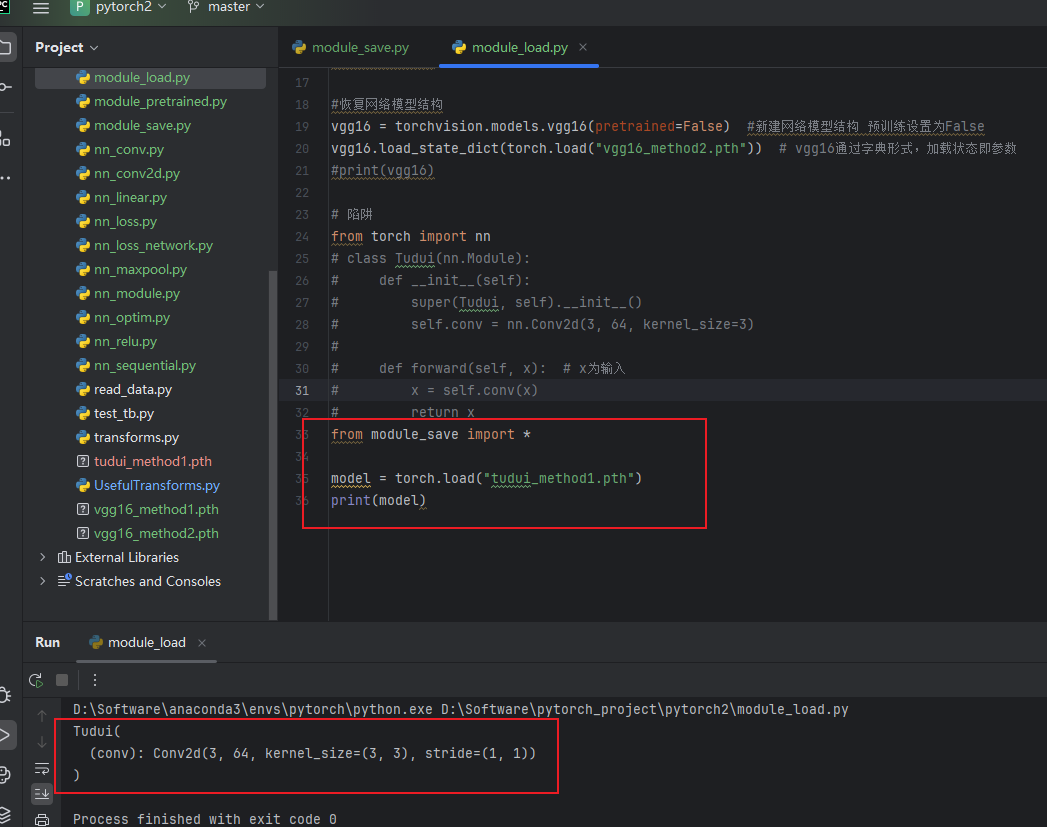 PC
P pytorch2 master
Project
module_save.py module_load.py
module_load.py
module_pretrained.py
module_save.py
nn_conv.py
nn_conv2d.py
nn_linear.py
nn_loss.py
nn_loss_network.py
nn_maxpool.py
nn_module.py
nn_optim.py
nn_relu.py
nn_sequential.py
read_data.py
test_tb.py
transforms.py
tudui_method1.pth
UsefulTransforms.py
vgg16_method1.pth
vgg16_method2.pth
External Libraries
Scratches and Consoles
17
18 #恢复网络模型结构
19 vgg16 = torchvision.models.vgg16(pretrained=False) #新建网络模型结构 预训练设置为False
20 vgg16.load_state_dict(torch.load("vgg16_method2.pth")) # vgg16通过字典形式，加载状态即参数
21 #print(vgg16)
22
23 # 陷阱
24 from torch import nn
25 # class Tudui(nn.Module):
26 #     def __init__(self):
27 #         super(Tudui, self).__init__()
28 #         self.conv = nn.Conv2d(3, 64, kernel_size=3)
29 #
30 #     def forward(self, x):  # x为输入
31 #         x = self.conv(x)
32 #         return x
33 from module_save import *
34
35 model = torch.load("tudui_method1.pth")
36 print(model)
Run module_load
D:\Software\anaconda3\envs\pytorch\python.exe D:\Software\pytorch_project\pytorch2\module_load.py
Tudui(
  (conv): Conv2d(3, 64, kernel_size=(3, 3), stride=(1, 1))
)
Process finished with exit code 0